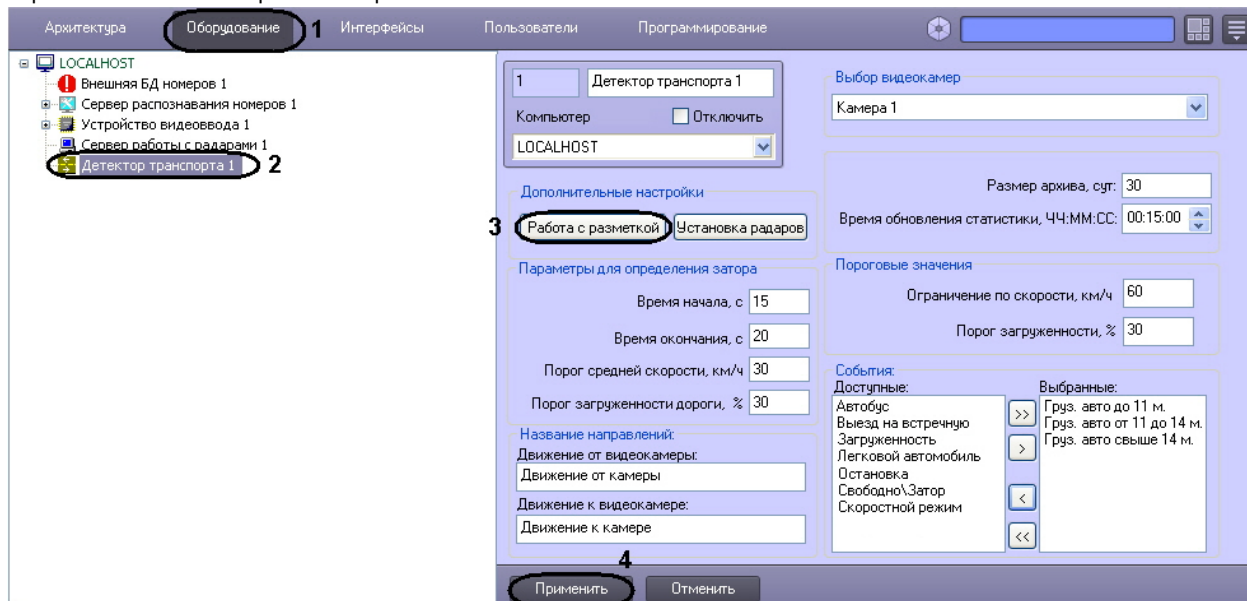 Архитектура Оборудование 1 Интерфейсы Пользователи Программирование
LOCALHOST
Внешняя БД номеров 1
Сервер распознавания номеров 1
Устройство видеоввода 1
Сервер работы с радарами 1
Детектор транспорта 1 2
1 Детектор транспорта 1
Компьютер Отключить
LOCALHOST
Дополнительные настройки
3 Работа с разметкой Установка радаров
Параметры для определения затора
Время начала, с 15
Время окончания, с 20
Порог средней скорости, км/ч 30
Порог загруженности дороги, % 30
Название направлений:
Движение от видеокамеры:
Движение от камеры
Движение к видеокамере:
Движение к камере
Выбор видеокамер
Камера 1
Размер архива, сут: 30
Время обновления статистики, ЧЧ:ММ:СС: 00:15:00
Пороговые значения
Ограничение по скорости, км/ч 60
Порог загруженности, % 30
События:
Доступные: Выбранные:
Автобус
Выезд на встречную
Загруженность
Легковой автомобиль
Остановка
Свободно\Затор
Скоростной режим
>>
>
<
<<
Груз. авто до 11 м.
Груз. авто от 11 до 14 м.
Груз. авто свыше 14 м.
4
Применить Отменить